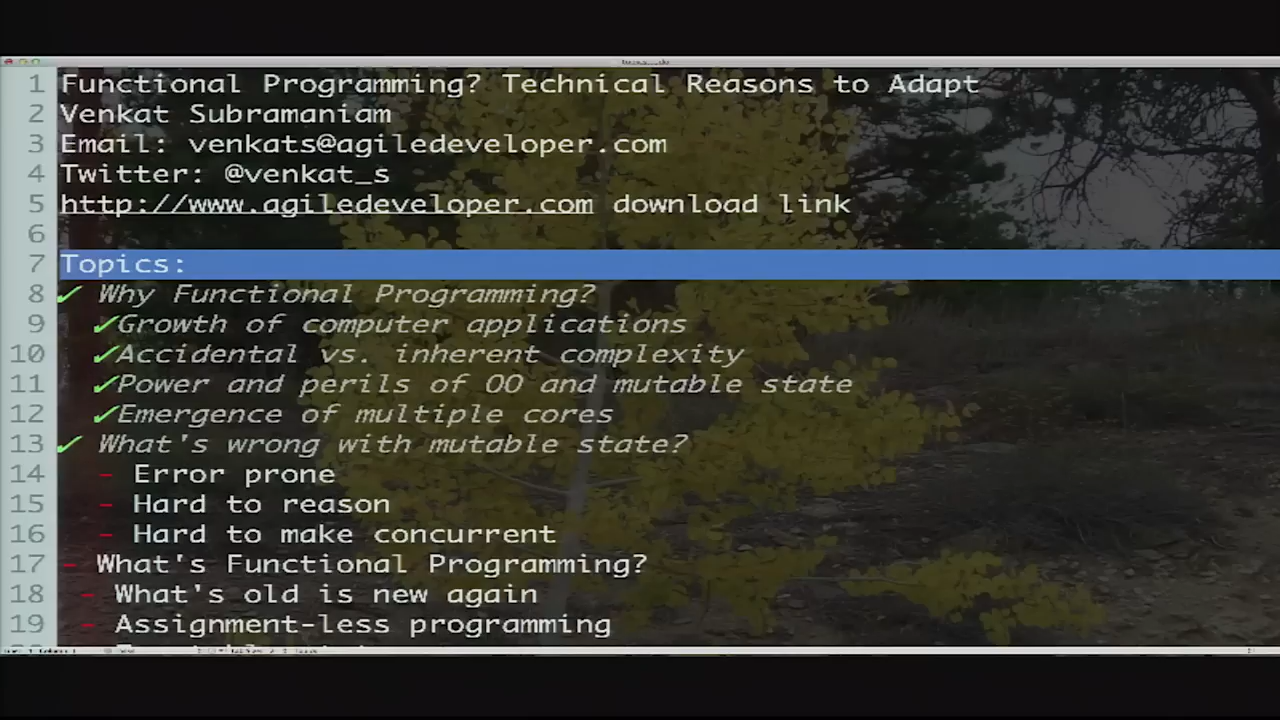 1 Functional Programming? Technical Reasons to Adapt
2 Venkat Subramaniam
3 Email: venkats@agiledeveloper.com
4 Twitter: @venkat_s
5 http://www.agiledeveloper.com download link
6
7 Topics:
8 ✓ Why Functional Programming?
9 ✓Growth of computer applications
10 ✓Accidental vs. inherent complexity
11 ✓Power and perils of OO and mutable state
12 ✓Emergence of multiple cores
13 ✓ What's wrong with mutable state?
14 - Error prone
15 - Hard to reason
16 - Hard to make concurrent
17 - What's Functional Programming?
18 - What's old is new again
19 - Assignment-less programming